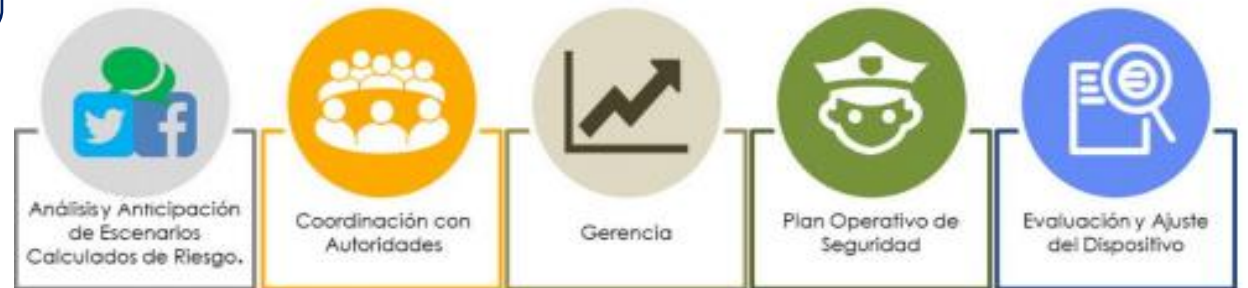 Análisis y Anticipación
de Escenarios
Calculados de Riesgo.
Coordinación con
Autoridades
Gerencia
Plan Operativo de
Seguridad
Evaluación y Ajuste
del Dispositivo